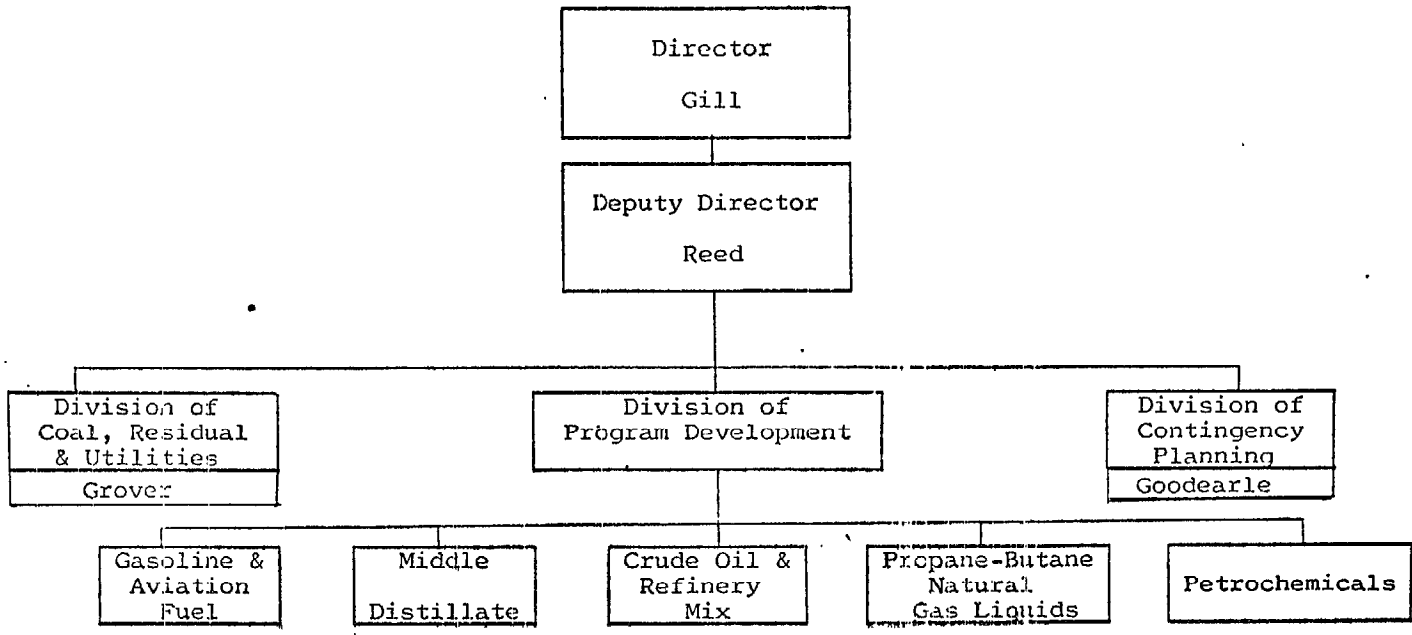 Director
Gill
Deputy Director
Reed
Division of
Coal, Residual
& Utilities
Grover
Division of
Program Development
Division of
Contingency
Planning
Goodearle
Gasoline &
Aviation
Fuel
Middle
Distillate
Crude Oil &
Refinery
Mix
Propane-Butane
Natural
Gas Liquids
Petrochemicals